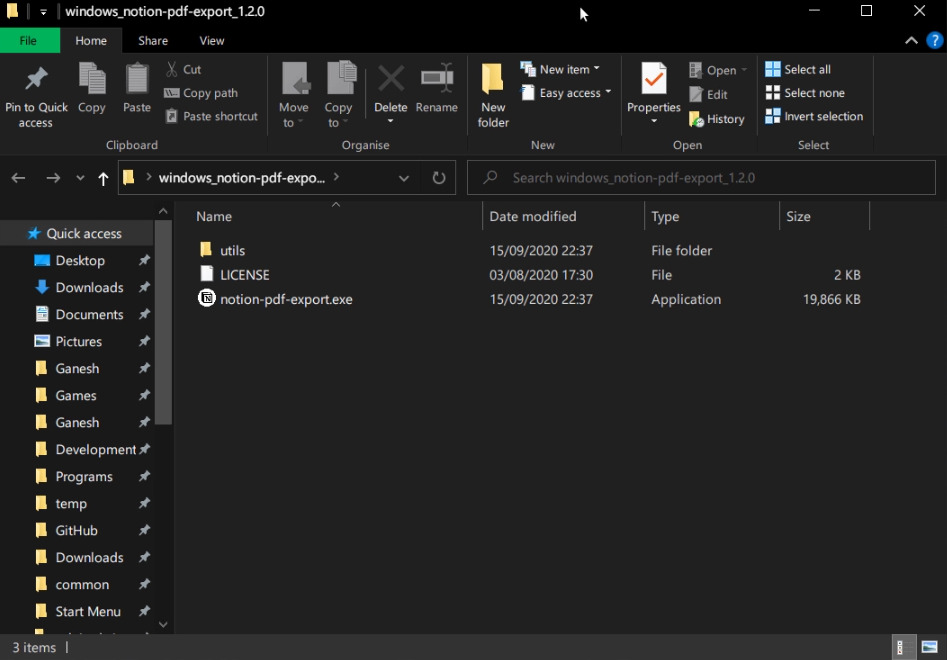 windows_notion-pdf-export_1.2.0
File Home Share View
?
Pin to Quick access
Copy
Paste
Cut
Copy path
Paste shortcut
Clipboard
Move to
Copy to
Delete
Rename
Organise
New folder
New item
Easy access
New
Properties
Open
Edit
History
Open
Select all
Select none
Invert selection
Select
windows_notion-pdf-expo...
Search windows_notion-pdf-export_1.2.0
Name Date modified Type Size
utils 15/09/2020 22:37 File folder
LICENSE 03/08/2020 17:30 File 2 KB
notion-pdf-export.exe 15/09/2020 22:37 Application 19,866 KB
Quick access
Desktop
Downloads
Documents
Pictures
Ganesh
Games
Ganesh
Development
Programs
temp
GitHub
Downloads
common
Start Menu
3 items